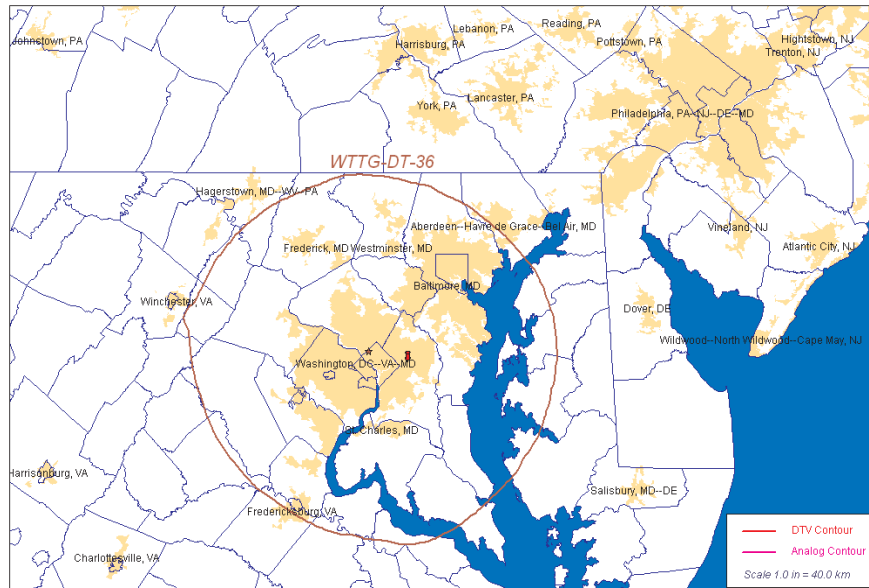 Johnstown, PA
Lebanon, PA
Reading, PA
Hightstown, NJ
Harrisburg, PA
Pottstown, PA
Trenton, NJ
York, PA
Lancaster, PA
Philadelphia, PA--NJ--DE--MD
WTTG-DT-36
Hagerstown, MD--WV--PA
Aberdeen--Havre de Grace--Bel Air, MD
Vineland, NJ
Frederick, MD
Westminster, MD
Atlantic City, NJ
Baltimore, MD
Winchester, VA
Dover, DE
Wildwood--North Wildwood--Cape May, NJ
Washington, DC--VA--MD
St. Charles, MD
Harrisonburg, VA
Salisbury, MD--DE
Fredericksburg, VA
Charlottesville, VA
DTV Contour
Analog Contour
Scale 1.0 in = 40.0 km